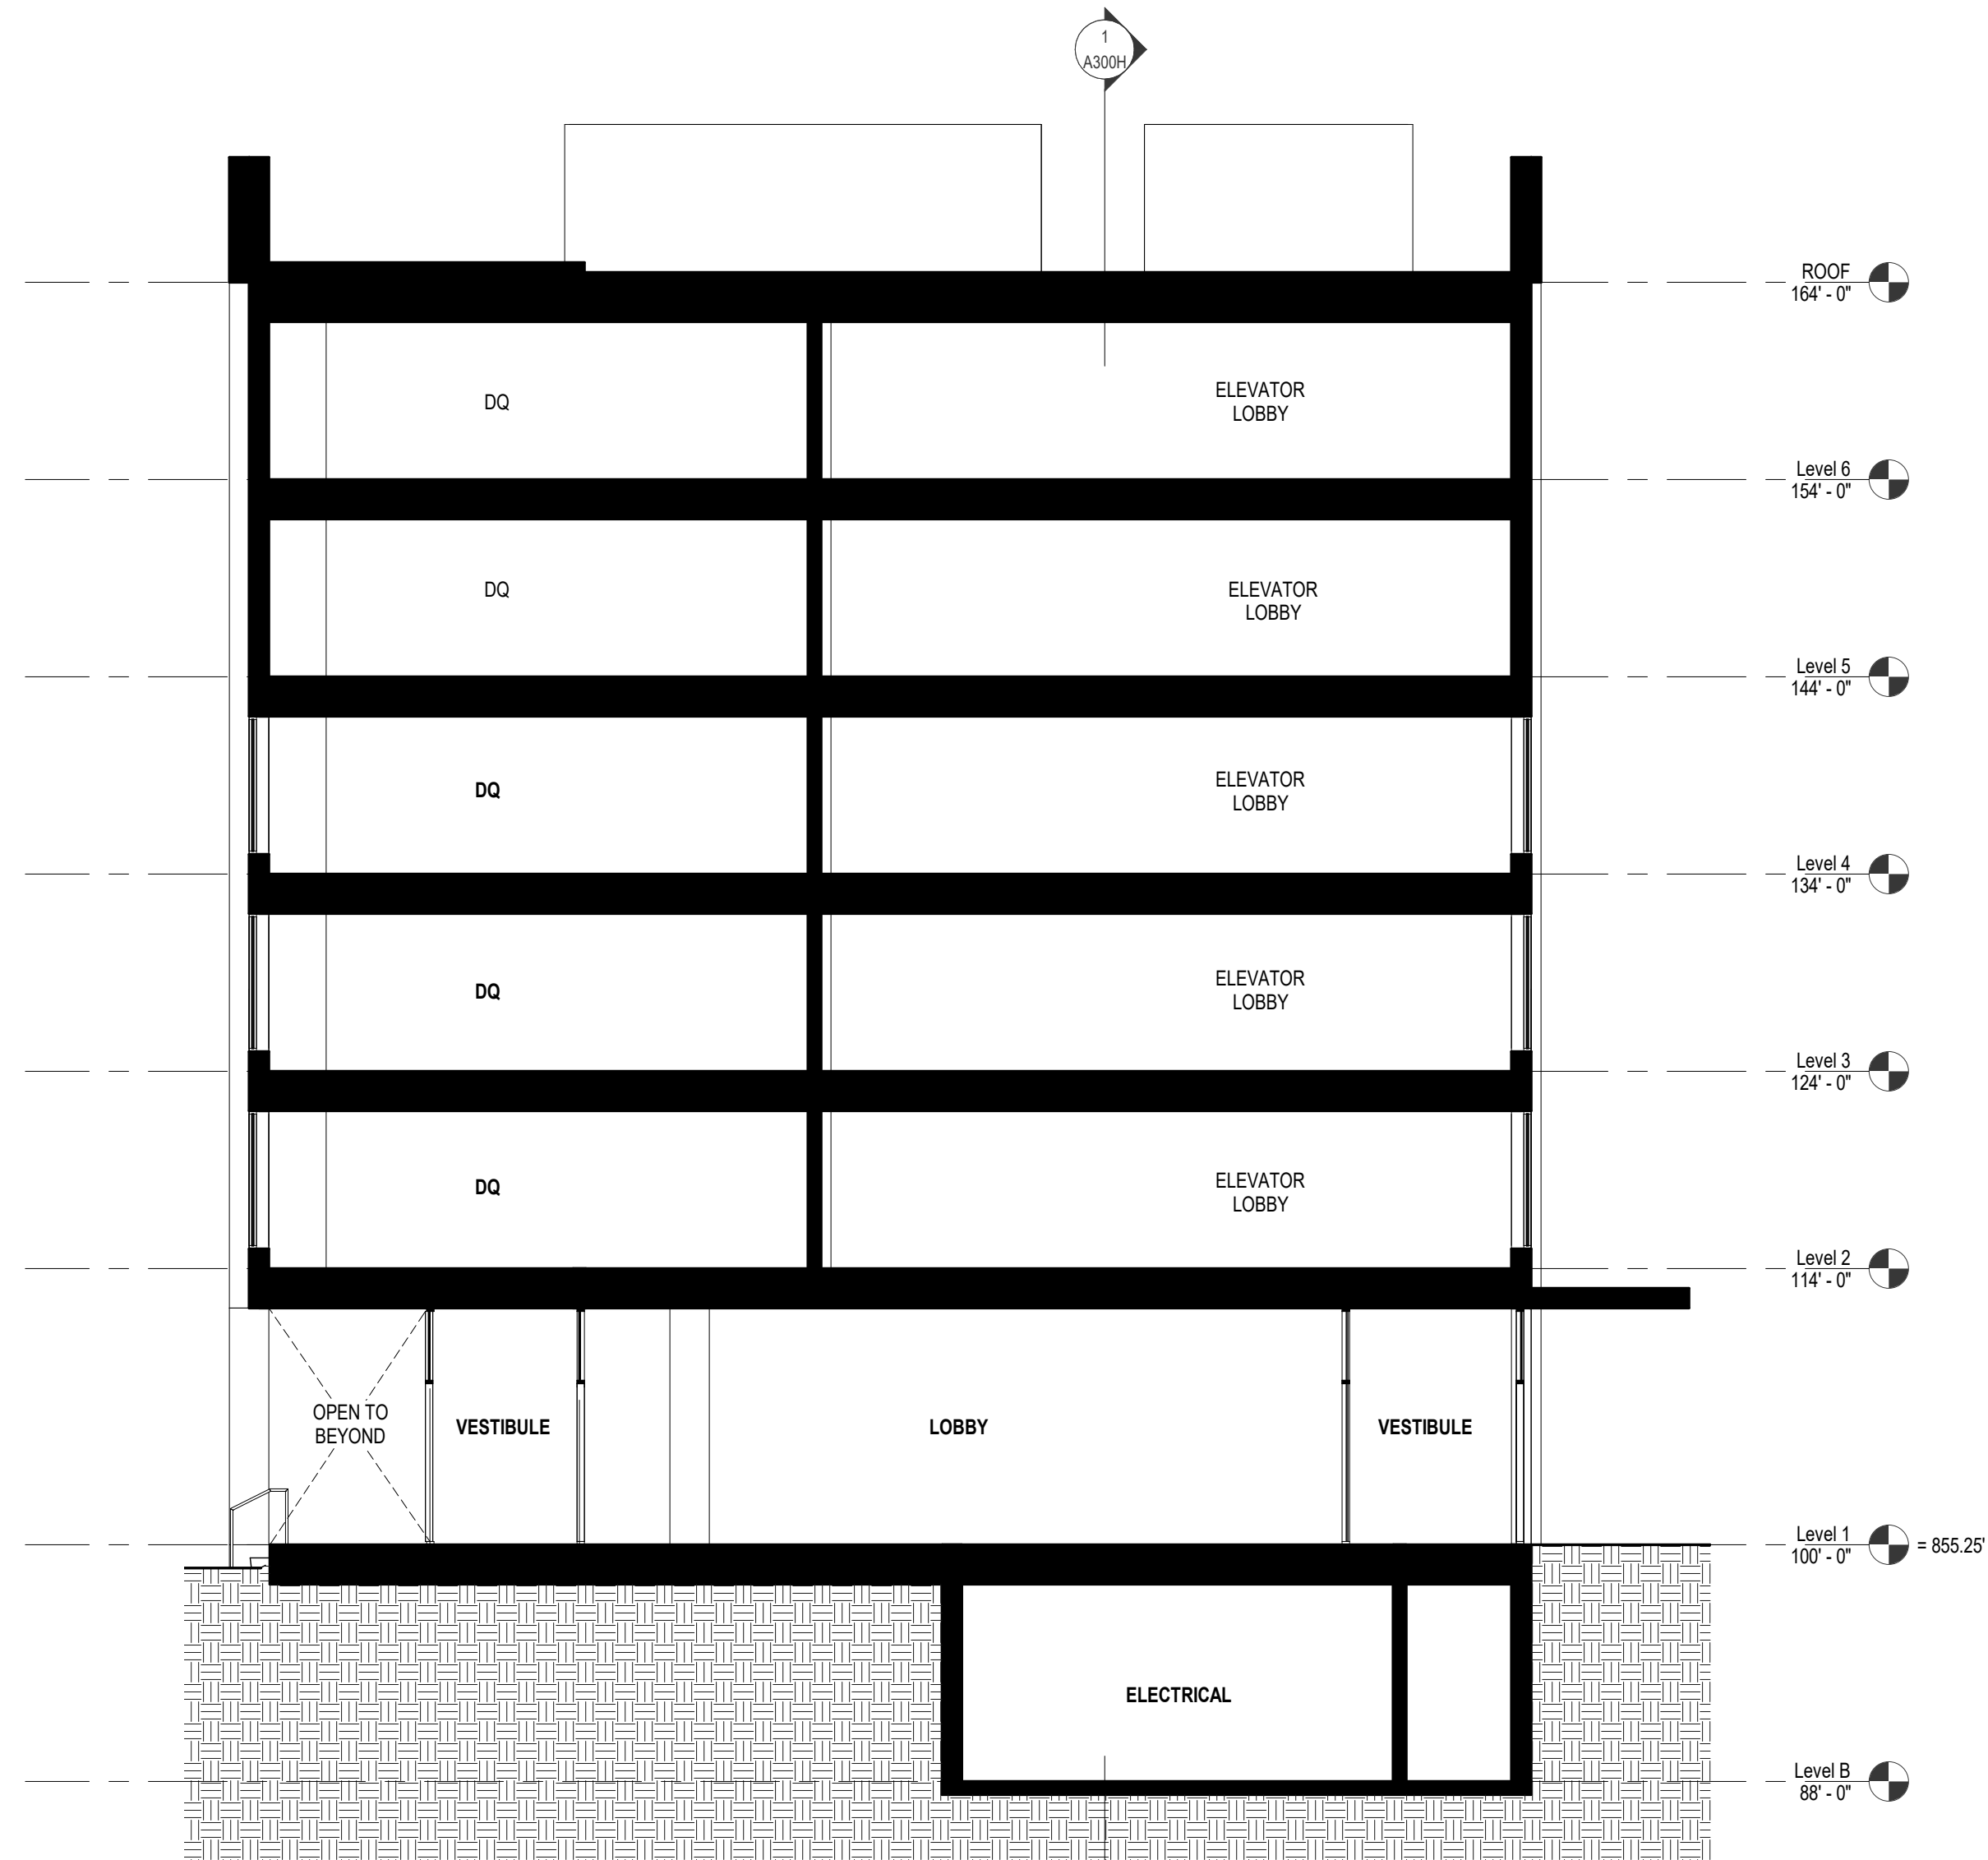 1
A300H
ROOF
164' - 0"
DQ
ELEVATOR
LOBBY
Level 6
154' - 0"
DQ
ELEVATOR
LOBBY
Level 5
144' - 0"
DQ
ELEVATOR
LOBBY
Level 4
134' - 0"
DQ
ELEVATOR
LOBBY
Level 3
124' - 0"
DQ
ELEVATOR
LOBBY
Level 2
114' - 0"
OPEN TO
BEYOND
VESTIBULE
LOBBY
VESTIBULE
Level 1
100' - 0"
= 855.25'
ELECTRICAL
Level B
88' - 0"